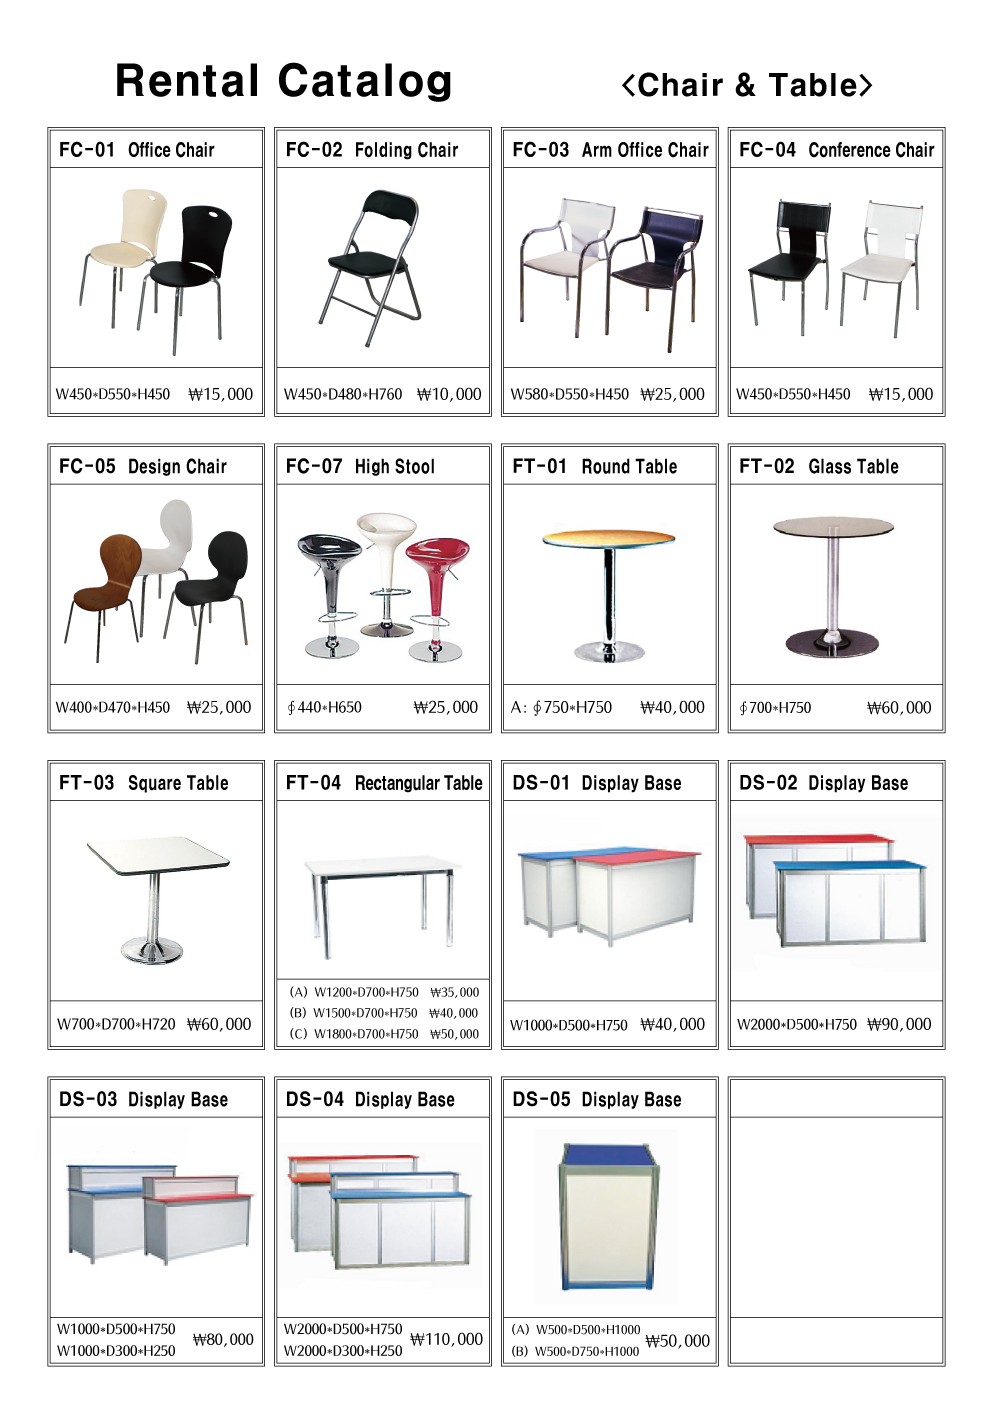 Rental Catalog <Chair & Table>
FC-01 Office Chair
W450*D550*H450 ₩15,000
FC-02 Folding Chair
W450*D480*H760 ₩10,000
FC-03 Arm Office Chair
W580*D550*H450 ₩25,000
FC-04 Conference Chair
W450*D550*H450 ₩15,000
FC-05 Design Chair
W400*D470*H450 ₩25,000
FC-07 High Stool
∮440*H650 ₩25,000
FT-01 Round Table
A: ∮750*H750 ₩40,000
FT-02 Glass Table
∮700*H750 ₩60,000
FT-03 Square Table
W700*D700*H720 ₩60,000
FT-04 Rectangular Table
(A) W1200*D700*H750 ₩35,000
(B) W1500*D700*H750 ₩40,000
(C) W1800*D700*H750 ₩50,000
DS-01 Display Base
W1000*D500*H750 ₩40,000
DS-02 Display Base
W2000*D500*H750 ₩90,000
DS-03 Display Base
W1000*D500*H750
W1000*D300*H250 ₩80,000
DS-04 Display Base
W2000*D500*H750
W2000*D300*H250 ₩110,000
DS-05 Display Base
(A) W500*D500*H1000
(B) W500*D750*H1000 ₩50,000